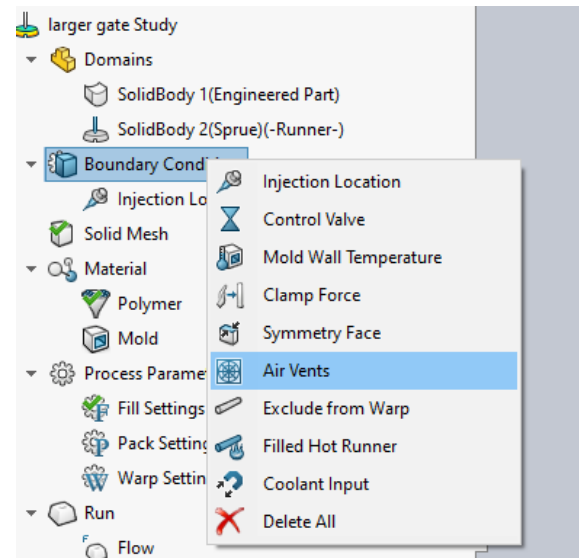 larger gate Study
Domains
SolidBody 1(Engineered Part)
SolidBody 2(Sprue)(-Runner-)
Boundary Condi
Injection Lo
Solid Mesh
Material
Polymer
Mold
Process Parame
Fill Settings
Pack Setting
Warp Settin
Run
Flow
Injection Location
Control Valve
Mold Wall Temperature
Clamp Force
Symmetry Face
Air Vents
Exclude from Warp
Filled Hot Runner
Coolant Input
Delete All